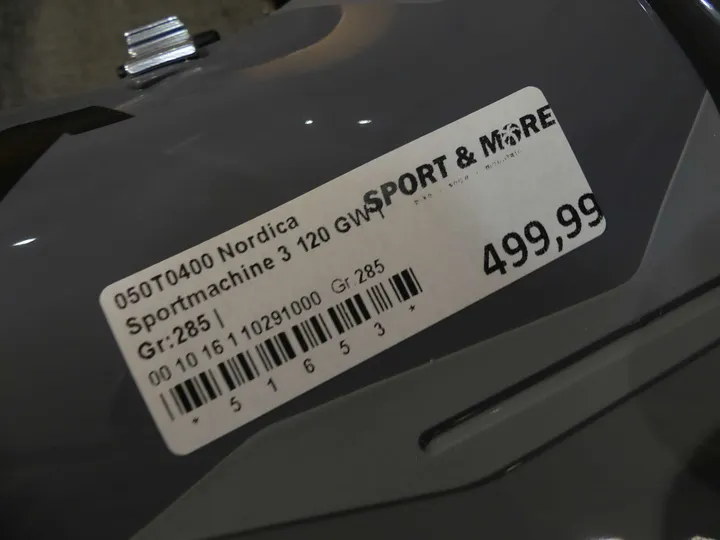 SPORT & MORE
050T0400 Nordica
Sportmachine 3 120 GW
Gr:285 |
499,99
00 10 16 1 10291000 Gr.285
* 5 1 6 5 3 *